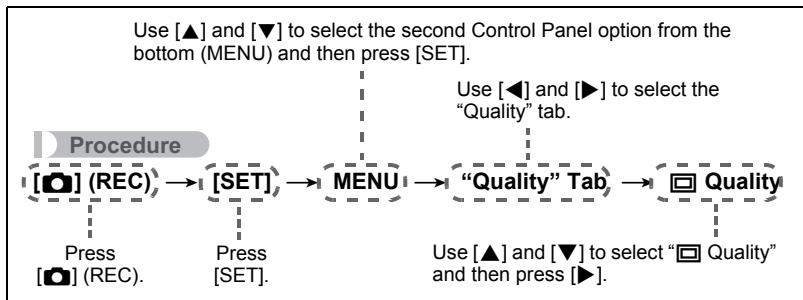 Use [▲] and [▼] to select the second Control Panel option from the
bottom (MENU) and then press [SET].
Use [◀] and [▶] to select the
“Quality” tab.
Procedure
[📷] (REC) → [SET] → MENU → “Quality” Tab → Quality
Press
[📷] (REC).
Press
[SET].
Use [▲] and [▼] to select “ Quality”
and then press [▶].